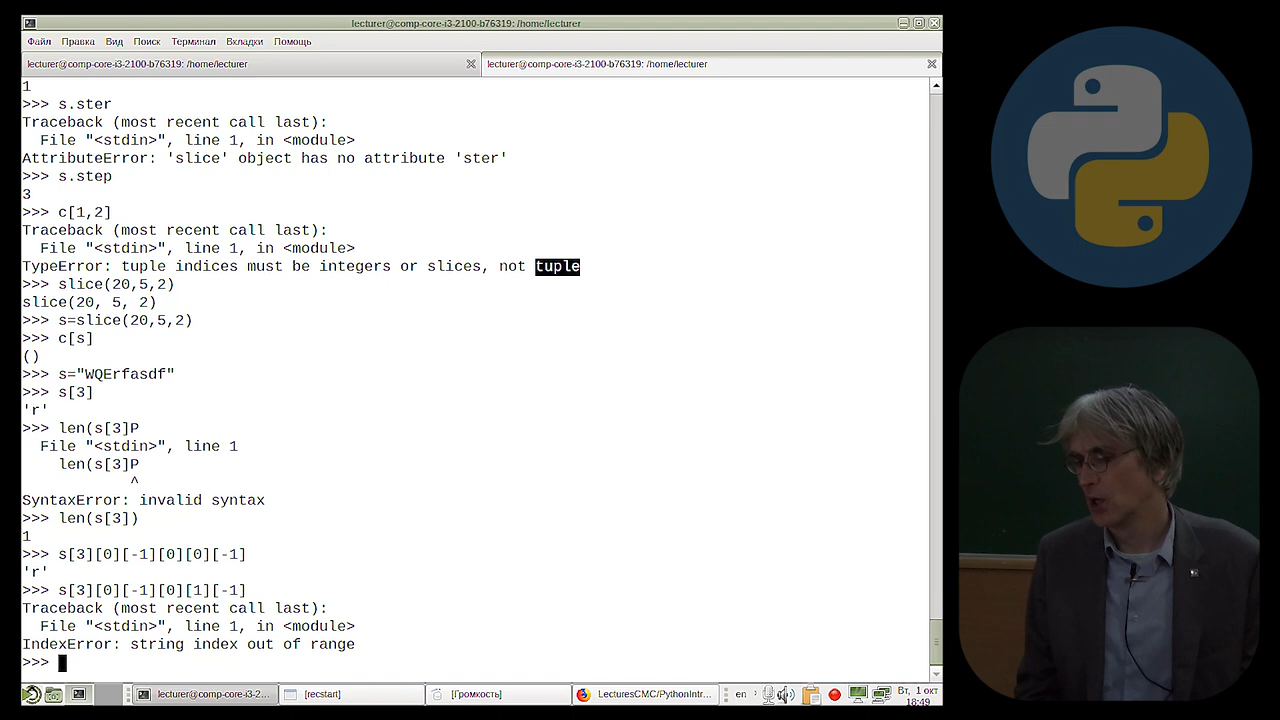 lecturer@comp-core-i3-2100-b76319: /home/lecturer
Файл Правка Вид Поиск Терминал Вкладки Помощь
lecturer@comp-core-i3-2100-b76319: /home/lecturer lecturer@comp-core-i3-2100-b76319: /home/lecturer
1
>>> s.ster
Traceback (most recent call last):
  File "<stdin>", line 1, in <module>
AttributeError: 'slice' object has no attribute 'ster'
>>> s.step
3
>>> c[1,2]
Traceback (most recent call last):
  File "<stdin>", line 1, in <module>
TypeError: tuple indices must be integers or slices, not tuple
>>> slice(20,5,2)
slice(20, 5, 2)
>>> s=slice(20,5,2)
>>> c[s]
()
>>> s="WQErfasdf"
>>> s[3]
'r'
>>> len(s[3]P
  File "<stdin>", line 1
    len(s[3]P
            ^
SyntaxError: invalid syntax
>>> len(s[3])
1
>>> s[3][0][-1][0][0][-1]
'r'
>>> s[3][0][-1][0][1][-1]
Traceback (most recent call last):
  File "<stdin>", line 1, in <module>
IndexError: string index out of range
>>>
lecturer@comp-core-i3-2... [recstart] [Громкость] LecturesCMC/PythonIntr... en Вт, 1 окт
18:49